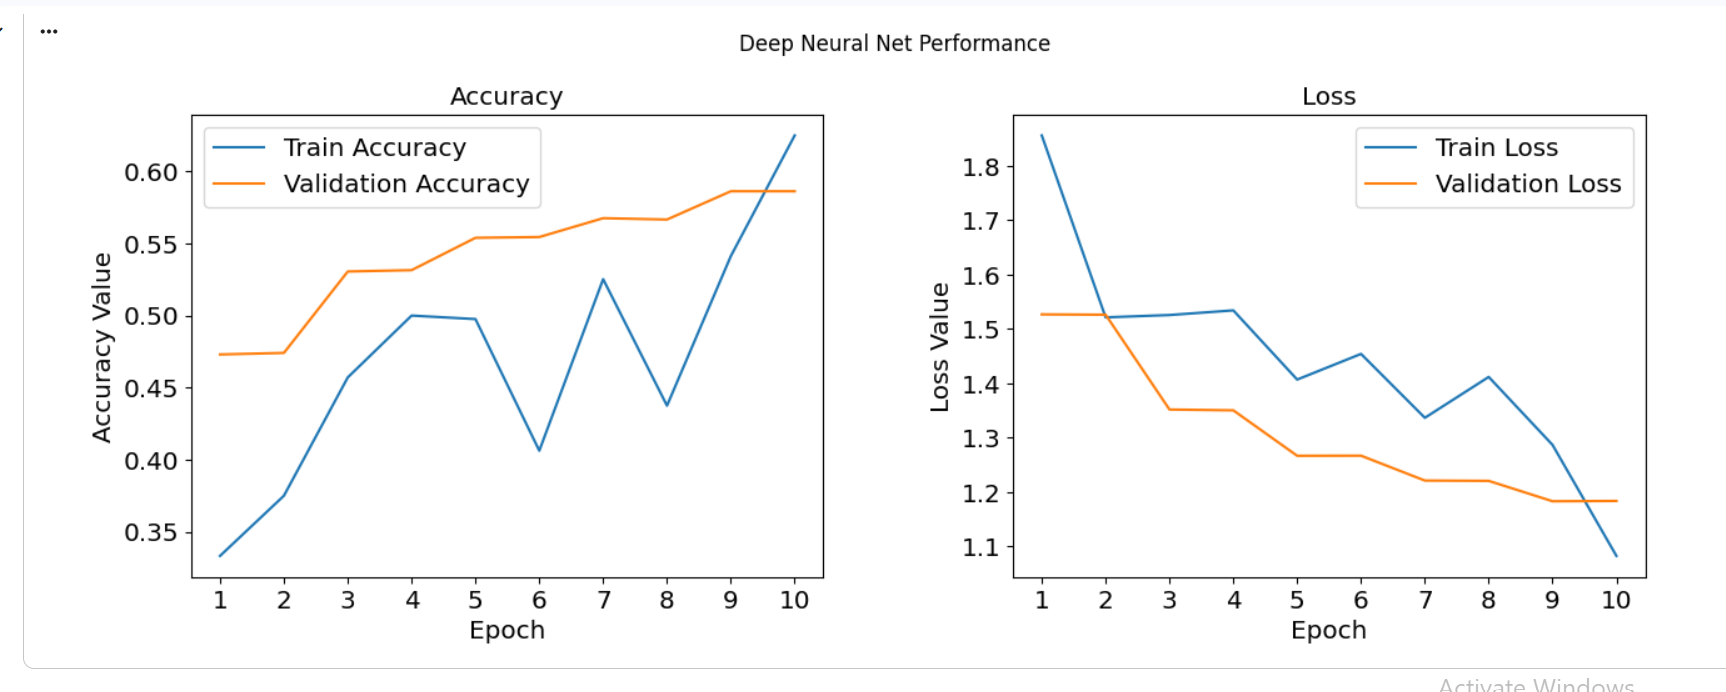 ...
Deep Neural Net Performance
Accuracy
Train Accuracy
Validation Accuracy
0.60
0.55
0.50
0.45
0.40
0.35
Accuracy Value
1 2 3 4 5 6 7 8 9 10
Epoch
Loss
Train Loss
Validation Loss
1.8
1.7
1.6
1.5
1.4
1.3
1.2
1.1
Loss Value
1 2 3 4 5 6 7 8 9 10
Epoch
Activate Windows